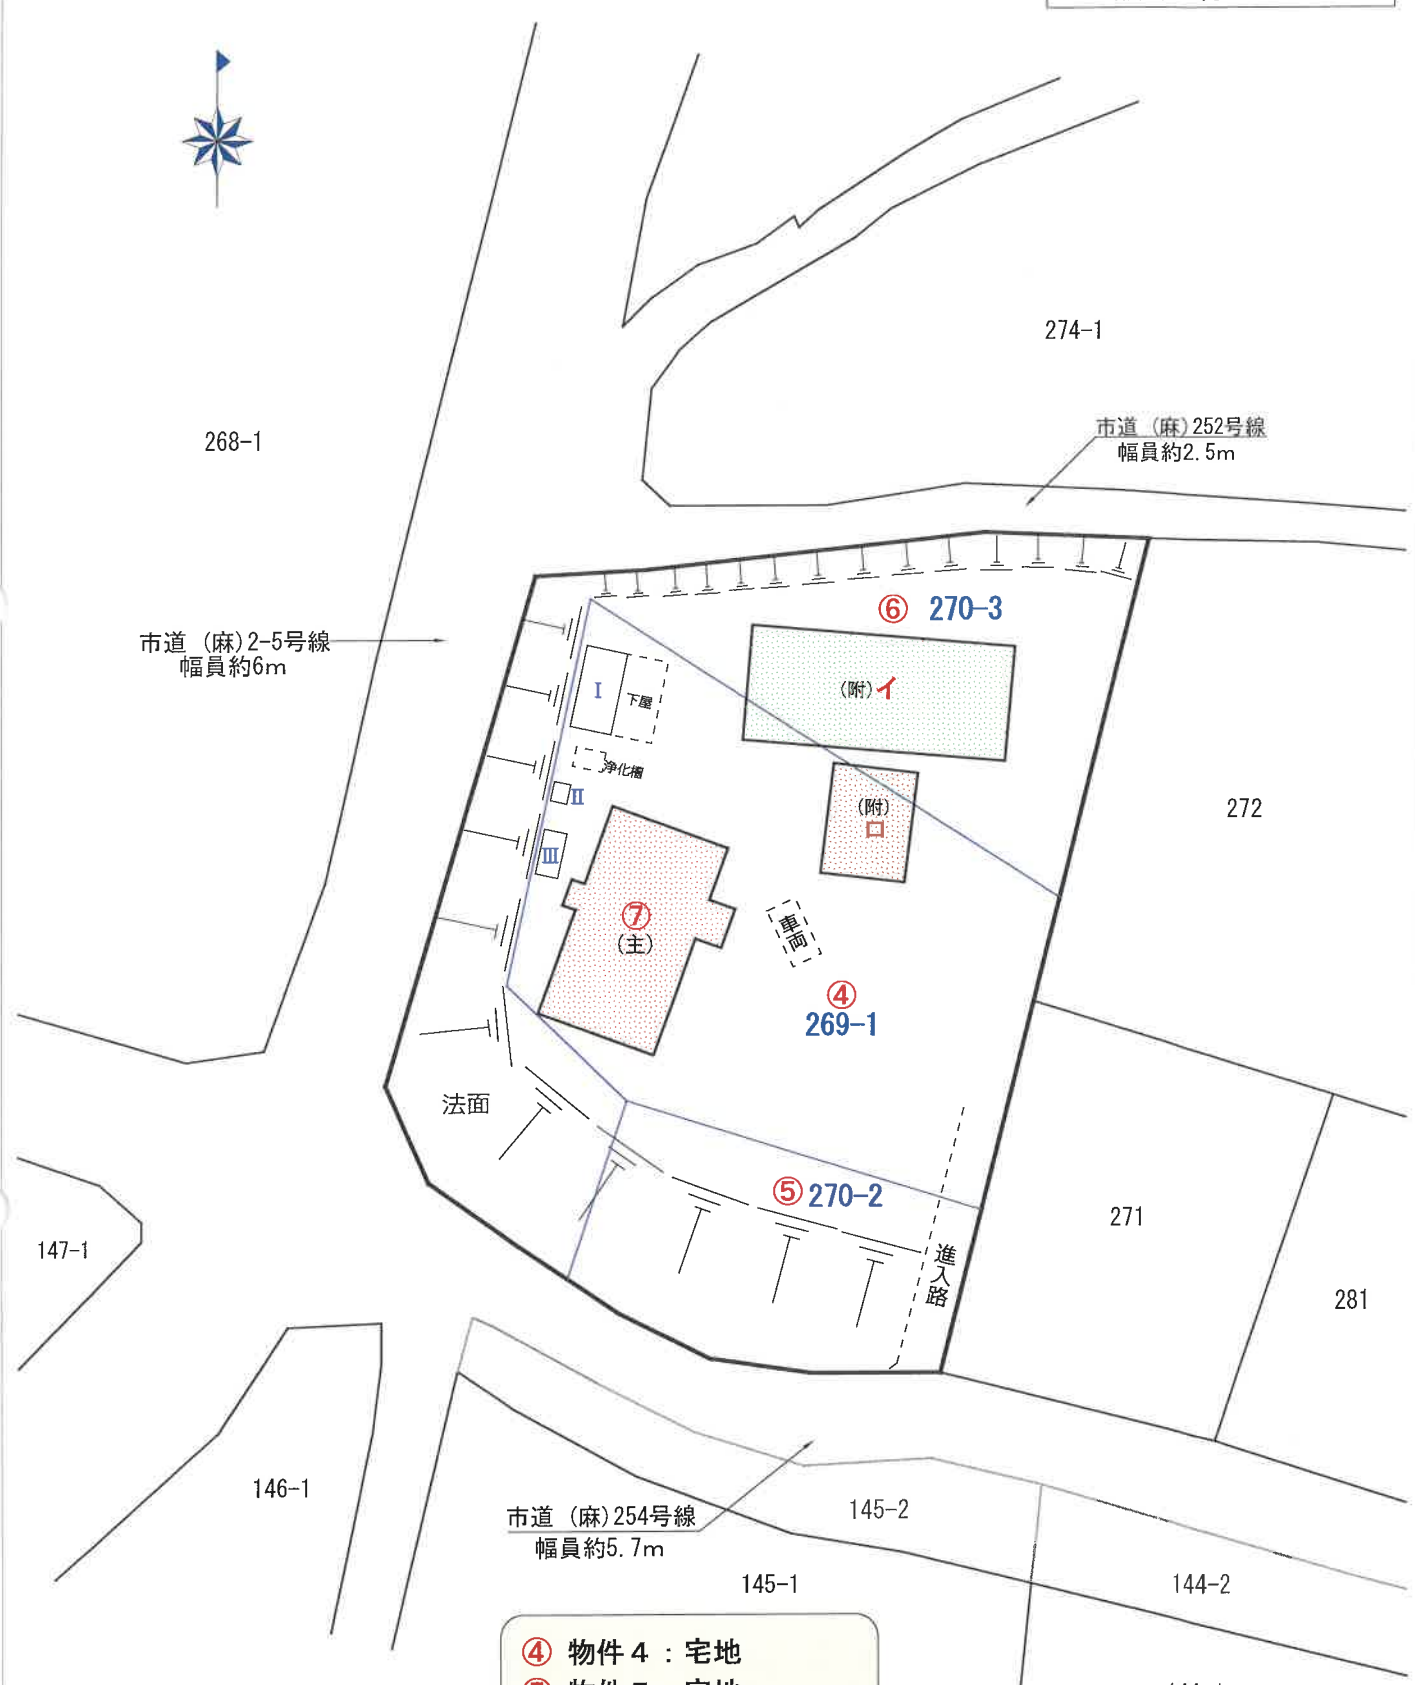 274-1
市道 (麻)252号線
幅員約2.5m
268-1
⑥ 270-3
市道 (麻)2-5号線
幅員約6m
(附)イ
Ⅰ
下屋
浄化槽
Ⅱ
(附)
ロ
272
Ⅲ
⑦
(主)
車両
④
269-1
法面
⑤ 270-2
271
147-1
進入路
281
146-1
市道 (麻)254号線
幅員約5.7m
145-2
145-1
144-2
④ 物件4:宅地